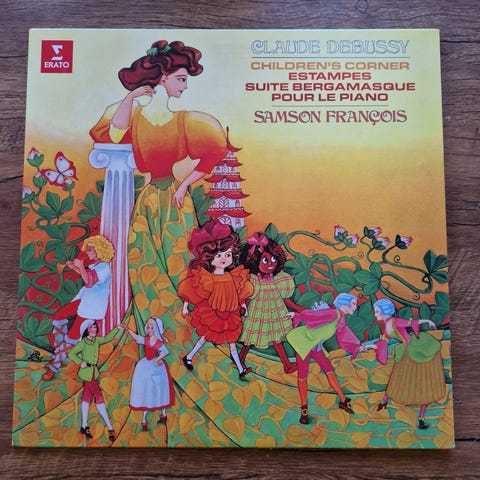 ERATO
CLAUDE DEBUSSY
CHILDREN'S CORNER
ESTAMPES
SUITE BERGAMASQUE
POUR LE PIANO
SAMSON FRANÇOIS